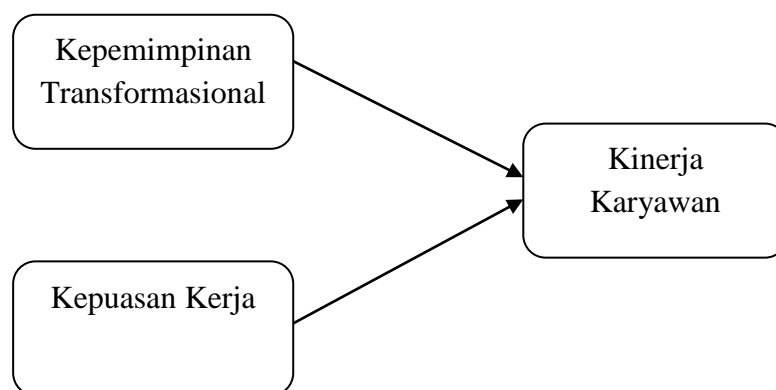 Kepemimpinan
Transformasional
Kinerja
Karyawan
Kepuasan Kerja